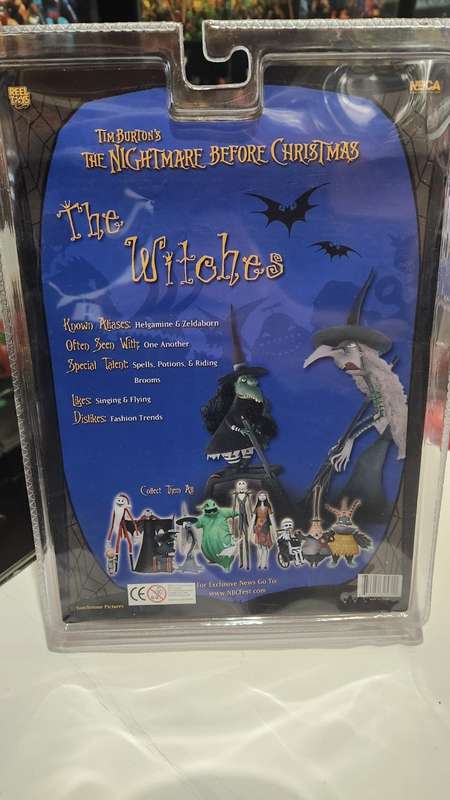 REEL
TOYS
NECA
TIM BURTON'S
THE NIGHTMARE BEFORE CHRISTMAS
The
Witches
Known Aliases: Helgamine & Zeldaborn
Often Seen With: One Another
Special Talent: Spells, Potions, & Riding
Brooms
Likes: Singing & Flying
Dislikes: Fashion Trends
Collect Them All
CE
For Exclusive News Go To:
www.NBCFest.com
Touchstone Pictures